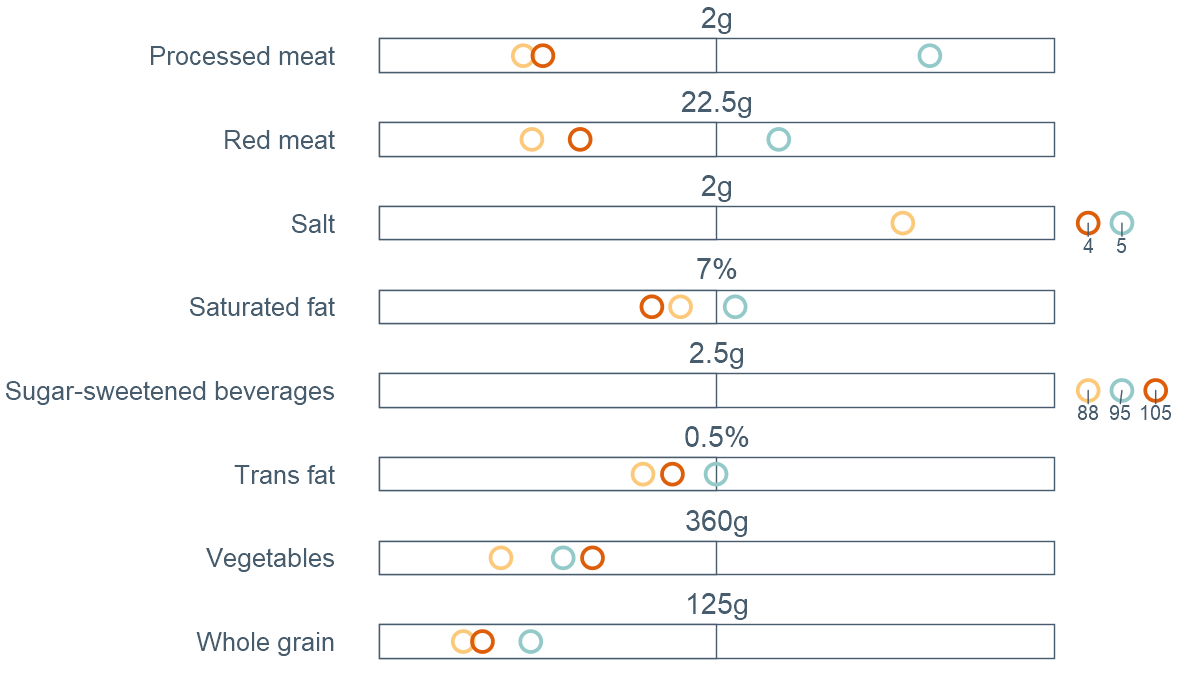 2g
Processed meat
22.5g
Red meat
2g
Salt
4 5
7%
Saturated fat
2.5g
Sugar-sweetened beverages
88 95 105
0.5%
Trans fat
360g
Vegetables
125g
Whole grain